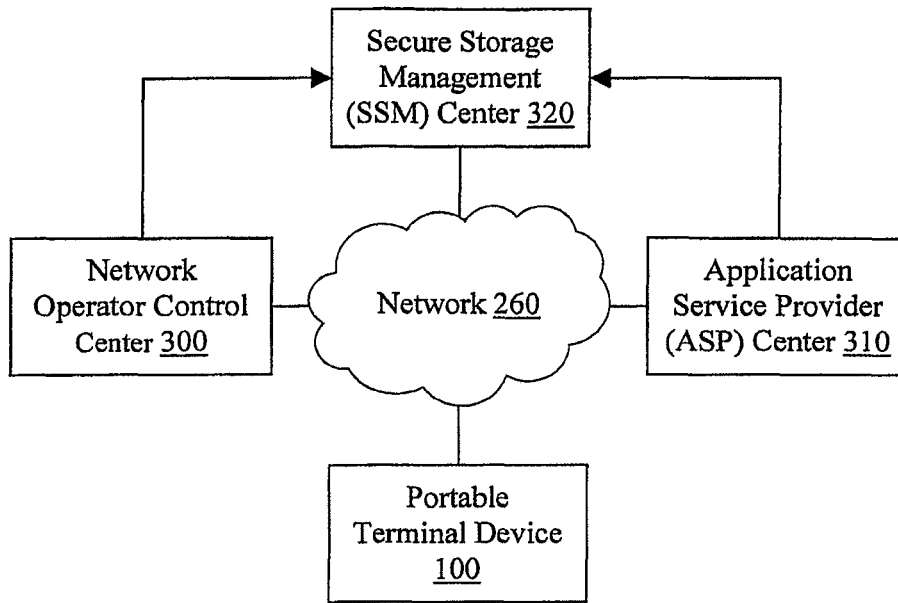 Secure Storage
Management
(SSM) Center 320
Network
Operator Control
Center 300
Network 260
Application
Service Provider
(ASP) Center 310
Portable
Terminal Device
100